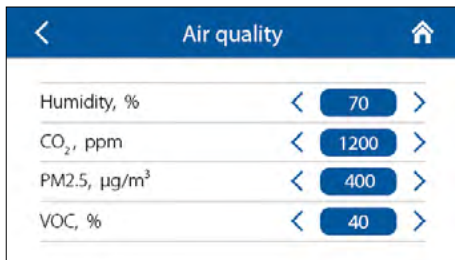 Air quality
Humidity, % 70
CO₂, ppm 1200
PM2.5, µg/m³ 400
VOC, % 40